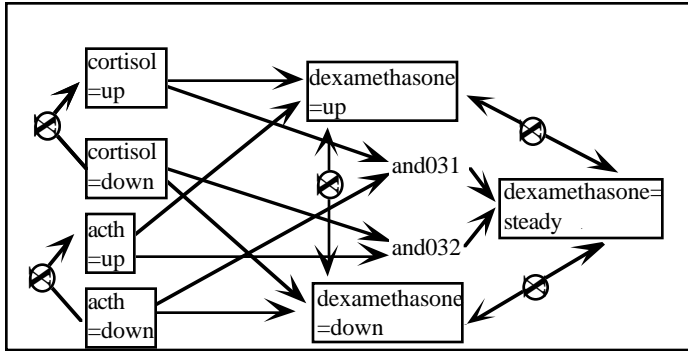 cortisol
=up
cortisol
=down
acth
=up
acth
=down
dexamethasone
=up
and031
and032
dexamethasone
=down
dexamethasone=
steady